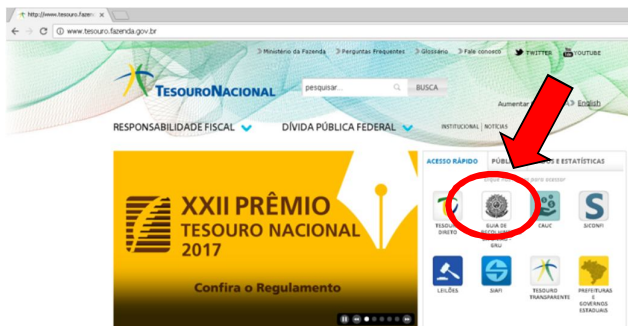 http://www.tesouro.fazen
www.tesouro.fazenda.gov.br
Ministério da Fazenda Perguntas Frequentes Glossário Fale conosco TWITTER YOUTUBE
TESOURONACIONAL
pesquisar... BUSCA
Aumentar English
RESPONSABILIDADE FISCAL DÍVIDA PÚBLICA FEDERAL INSTITUCIONAL NOTÍCIAS
ACESSO RÁPIDO E ESTATÍSTICAS
XXII PRÊMIO
TESOURO NACIONAL
2017
Confira o Regulamento
TESOURO
DIRETO
GUIA DE
GRU
CAUC
SICONFI
LEILÕES
SIAFI
TESOURO
TRANSPARENTE
PREFEITURAS
E
GOVERNOS
ESTADUAIS